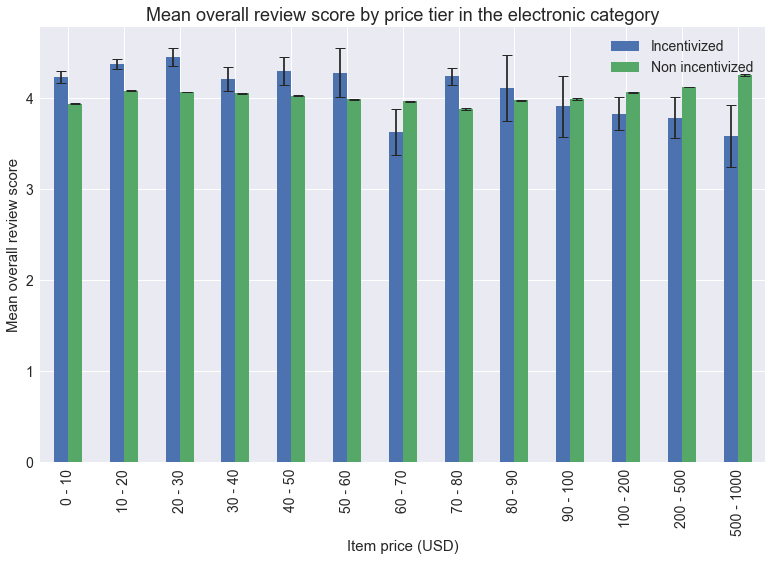 Mean overall review score by price tier in the electronic category
Incentivized
Non incentivized
Mean overall review score
4
3
2
1
0
0 - 10
10 - 20
20 - 30
30 - 40
40 - 50
50 - 60
60 - 70
70 - 80
80 - 90
90 - 100
100 - 200
200 - 500
500 - 1000
Item price (USD)